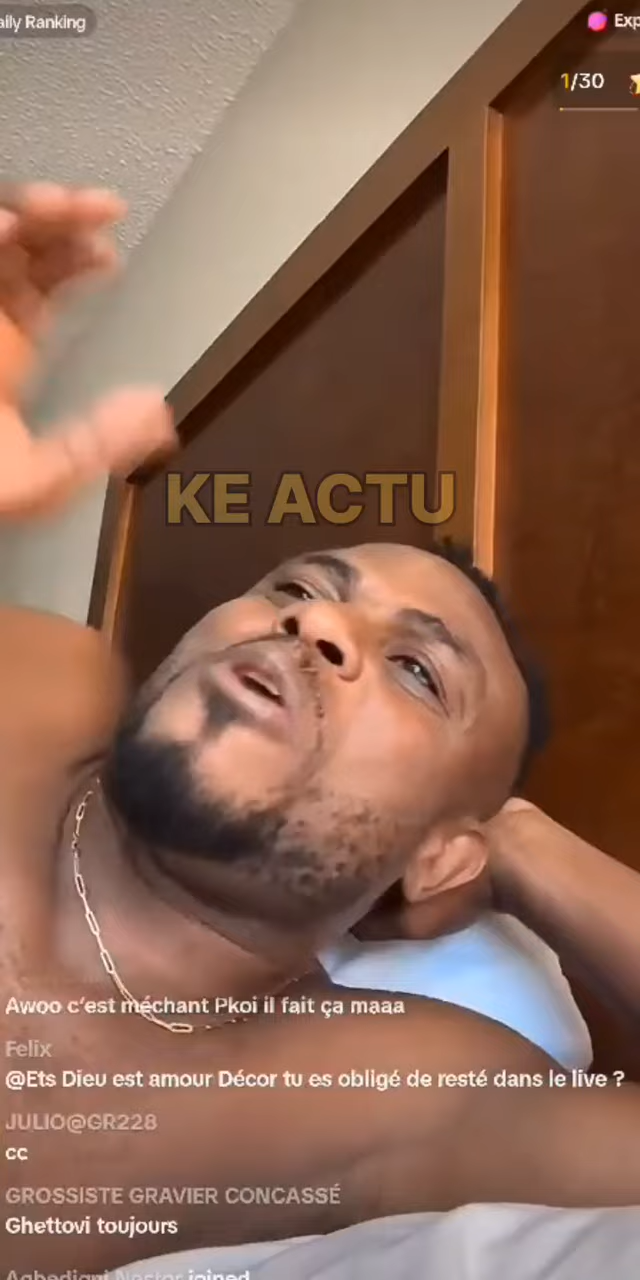 aily Ranking
Exp
1/30
KE ACTU
Awoo c'est méchant Pkoi il fait ça maaa
Felix
@Ets Dieu est amour Décor tu es obligé de resté dans le live ?
JULIO@GR228
cc
GROSSISTE GRAVIER CONCASSÉ
Ghettovi toujours
joined